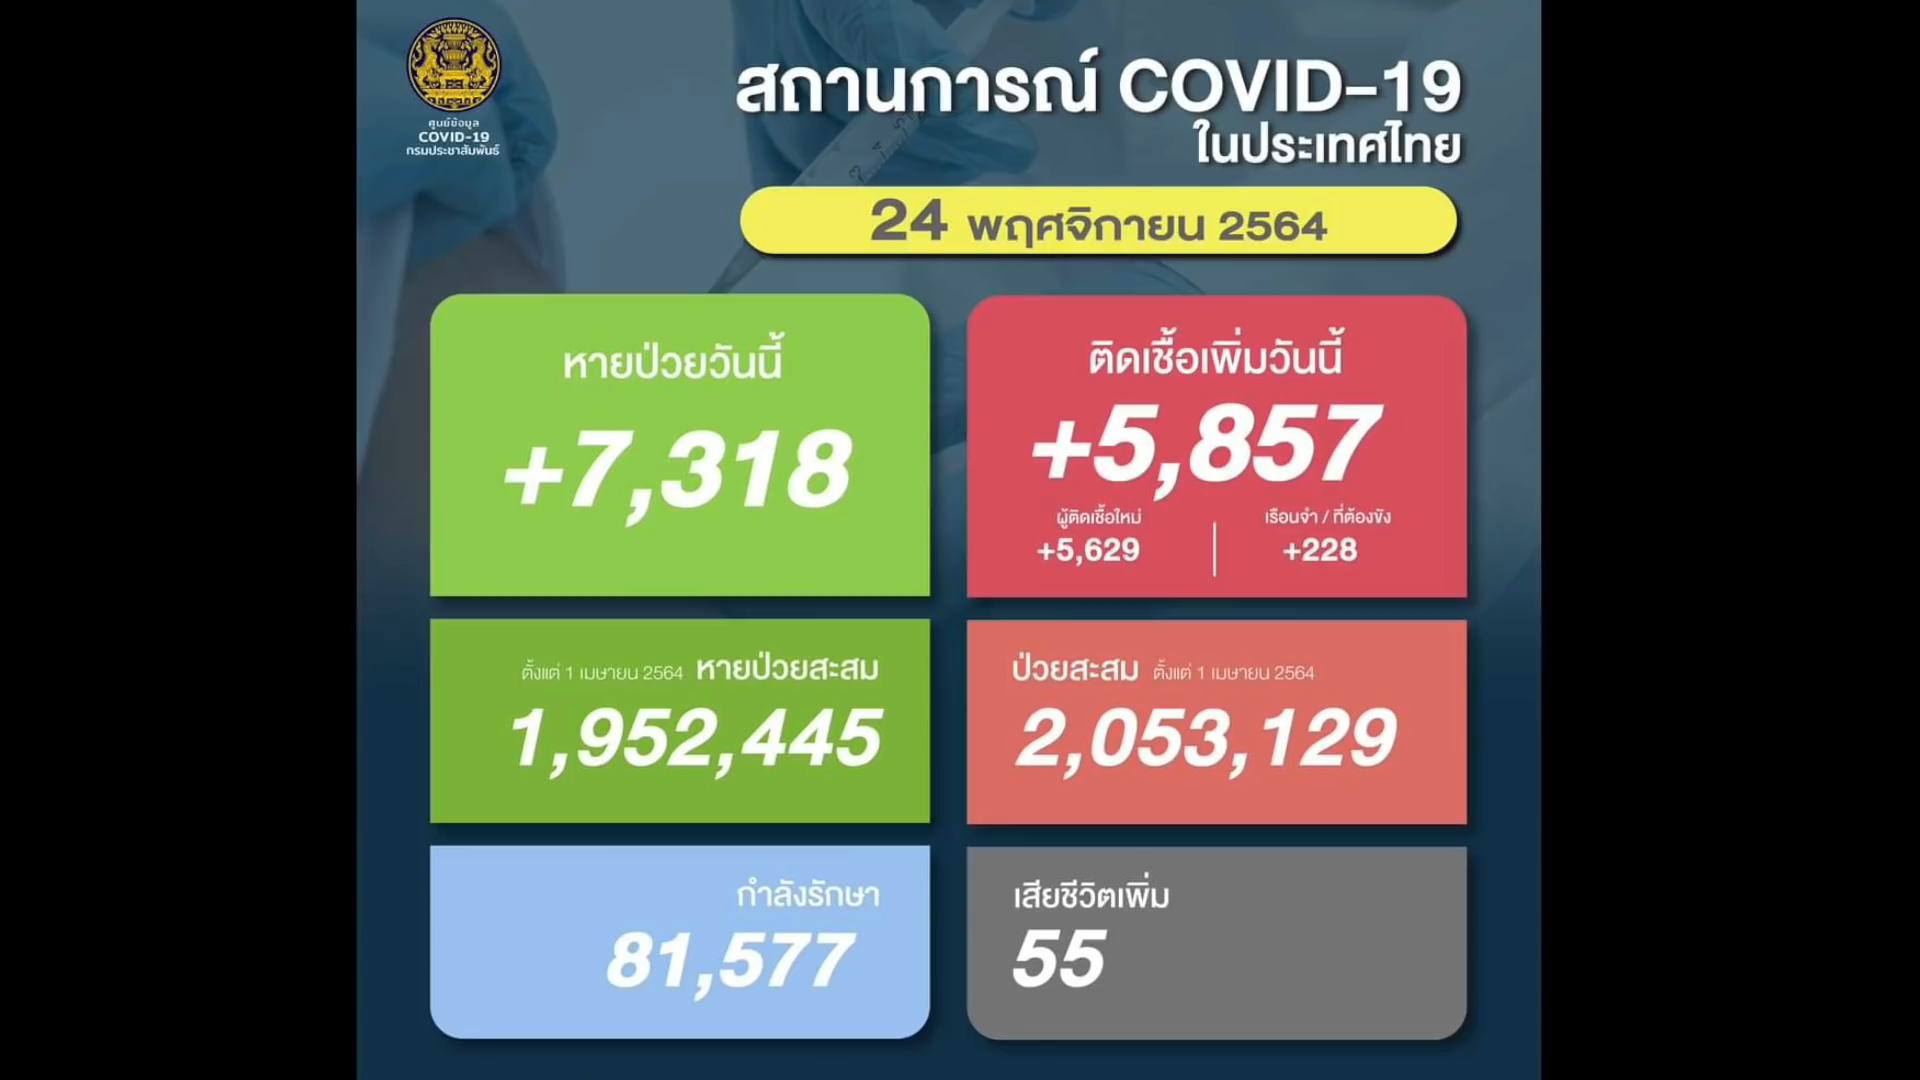 ศูนย์ข้อมูล
COVID-19
กรมประชาสัมพันธ์
สถานการณ์ COVID-19
ในประเทศไทย
24 พฤศจิกายน 2564
หายป่วยวันนี้
+7,318
ติดเชื้อเพิ่มวันนี้
+5,857
ผู้ติดเชื้อใหม่
+5,629
เรือนจำ / ที่ต้องขัง
+228
ตั้งแต่ 1 เมษายน 2564 หายป่วยสะสม
1,952,445
ป่วยสะสม ตั้งแต่ 1 เมษายน 2564
2,053,129
กำลังรักษา
81,577
เสียชีวิตเพิ่ม
55